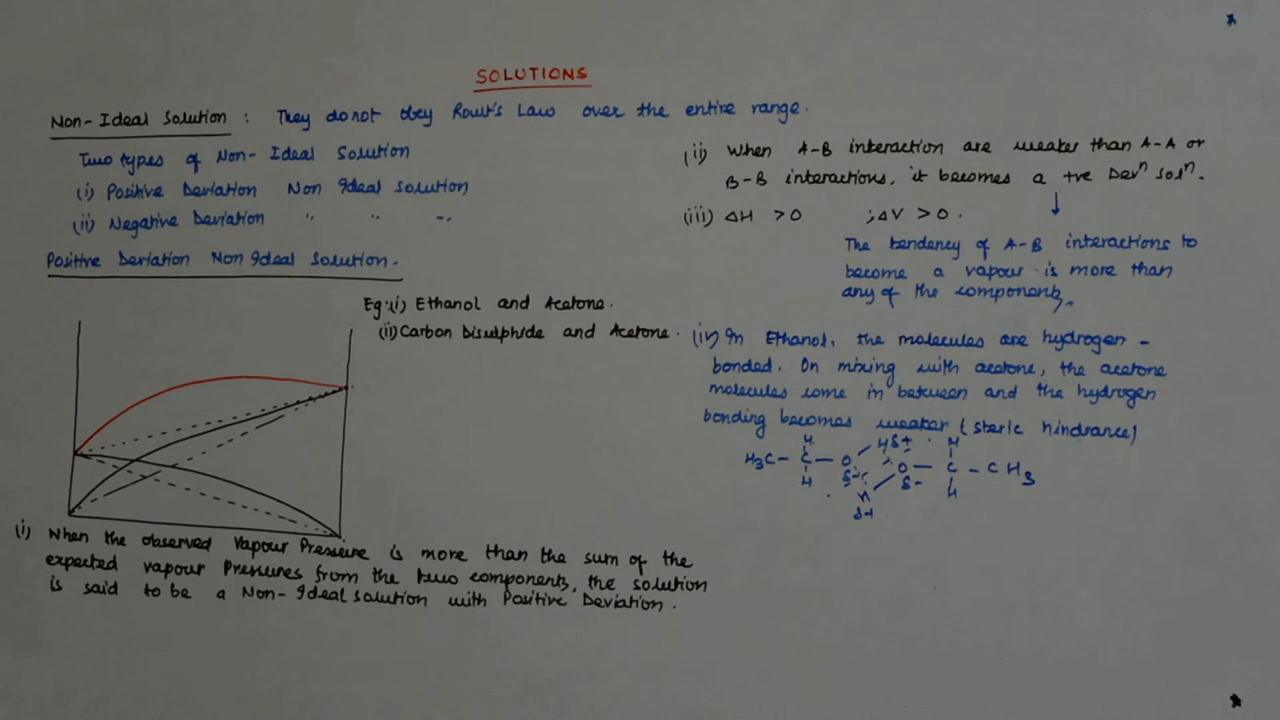 SOLUTIONS
Non-Ideal Solution : They do not obey Roult's Law over the entire range.
Two types of Non-Ideal Solution
(i) Positive Deviation Non Ideal solution
(ii) Negative Deviation " " "
Positive Deviation Non Ideal Solution.
Eg:(i) Ethanol and Acetone.
(ii) Carbon Disulphide and Acetone.
(i) When the observed Vapour Pressure is more than the sum of the
expected vapour Pressures from the two components, the solution
is said to be a Non-Ideal solution with Positive Deviation.
(ii) When A-B interaction are weaker than A-A or
B-B interactions, it becomes a +ve Devⁿ Solⁿ.
(iii) ΔH > 0 ; ΔV > 0.
The tendency of A-B interactions to
become a vapour is more than
any of the components.
(iv) In Ethanol, the molecules are hydrogen-
bonded. On mixing with acetone, the acetone
molecules come in between and the hydrogen
bonding becomes weaker (steric hindrance)
H Hδ+ H
H₃C - C - O O - C - CH₃
H δ- δ- H
H
δ+